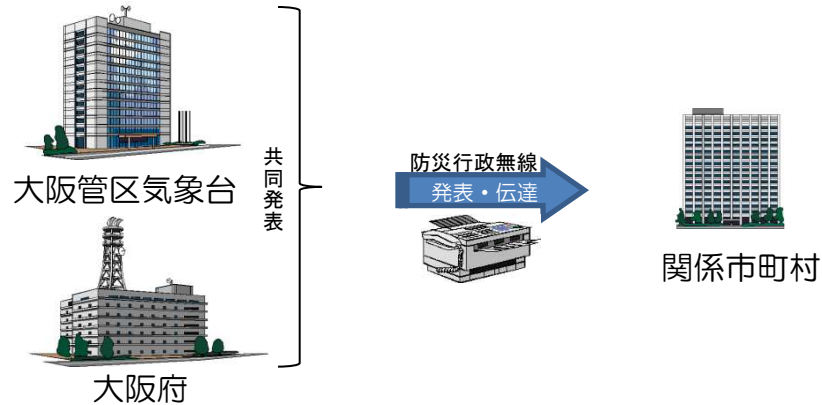 大阪管区気象台
共同発表
大阪府
防災行政無線
発表・伝達
関係市町村